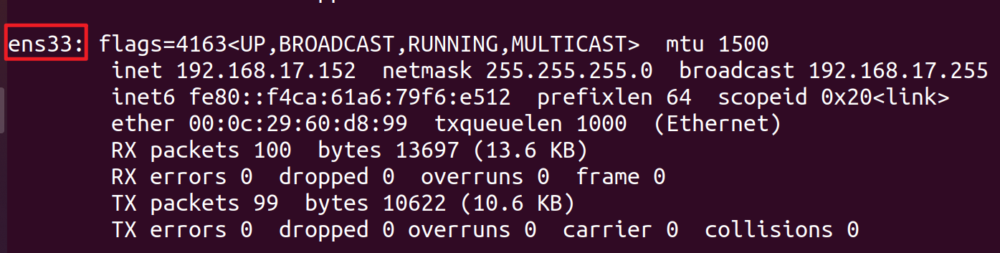 ens33: flags=4163<UP,BROADCAST,RUNNING,MULTICAST>  mtu 1500
inet 192.168.17.152  netmask 255.255.255.0  broadcast 192.168.17.255
inet6 fe80::f4ca:61a6:79f6:e512  prefixlen 64  scopeid 0x20<link>
ether 00:0c:29:60:d8:99  txqueuelen 1000  (Ethernet)
RX packets 100  bytes 13697 (13.6 KB)
RX errors 0  dropped 0  overruns 0  frame 0
TX packets 99  bytes 10622 (10.6 KB)
TX errors 0  dropped 0 overruns 0  carrier 0  collisions 0